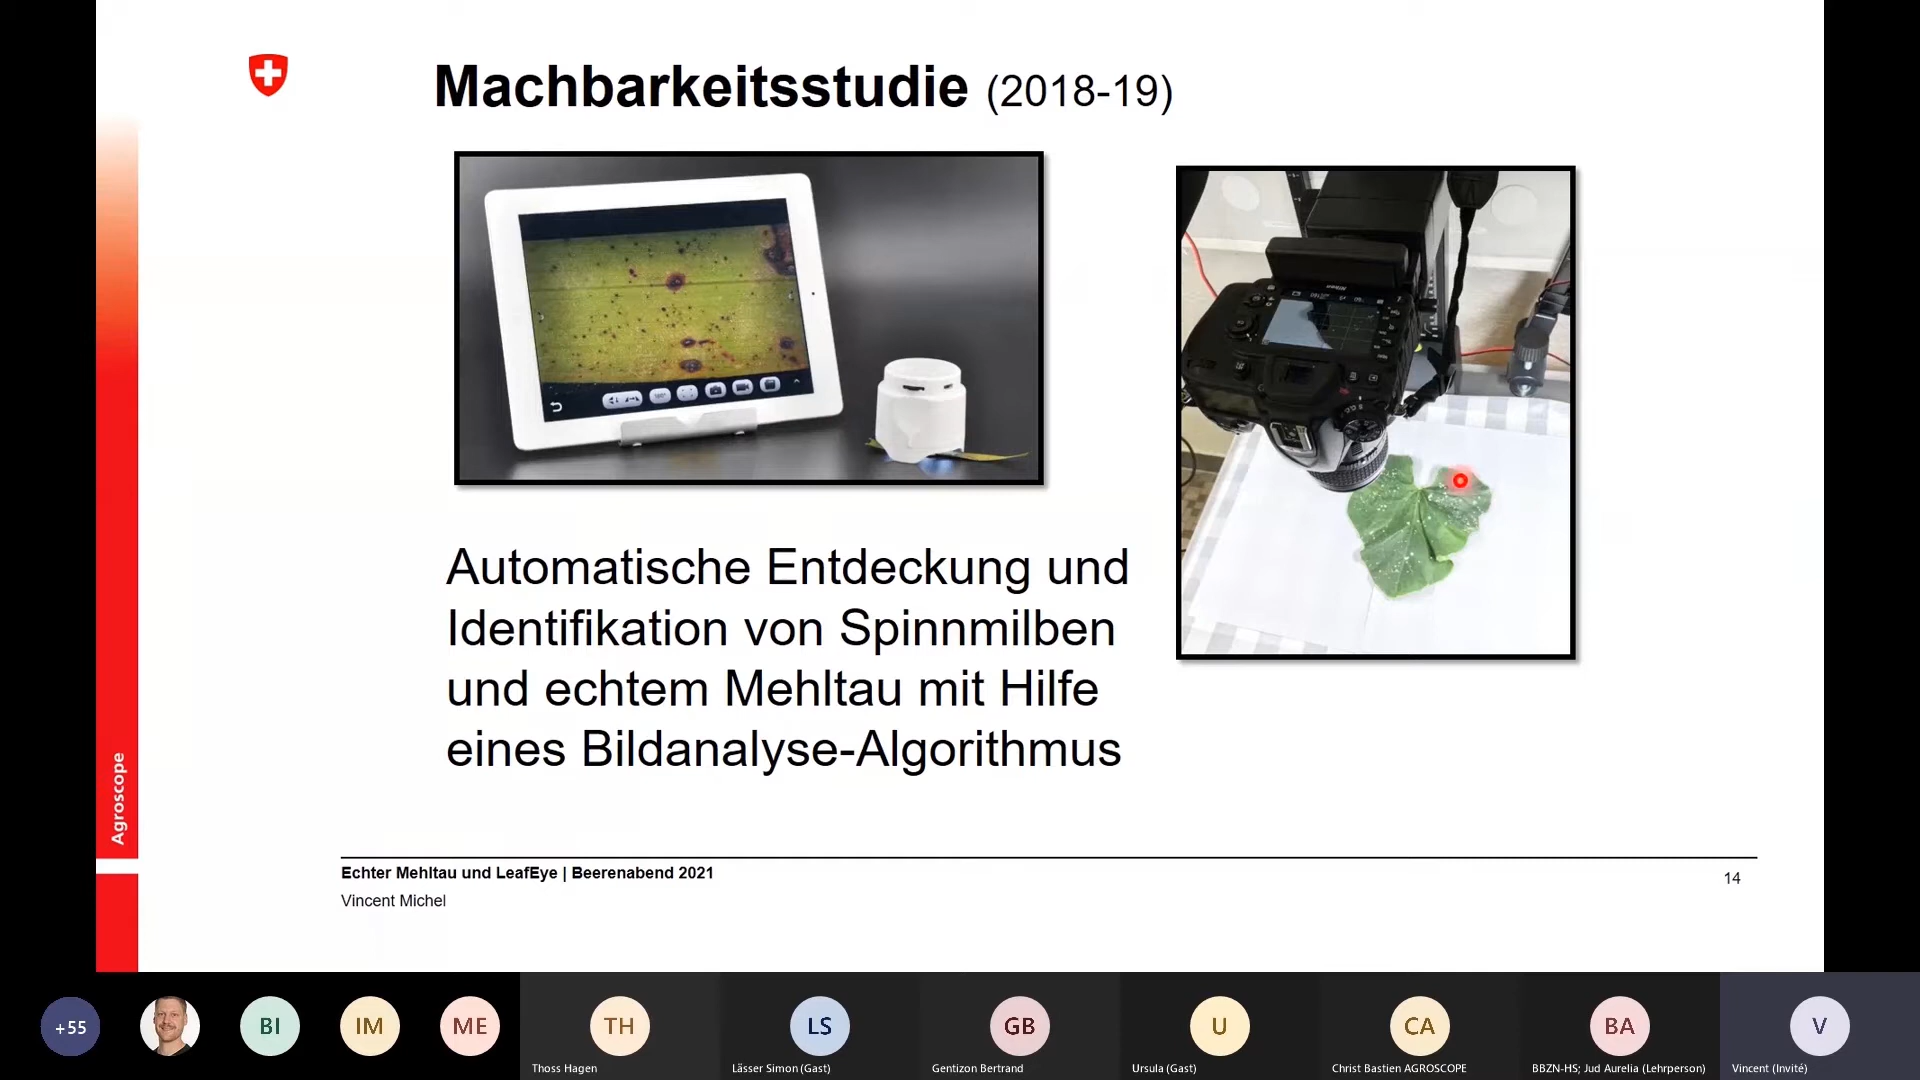 Machbarkeitsstudie (2018-19)
Automatische Entdeckung und
Identifikation von Spinnmilben
und echtem Mehltau mit Hilfe
eines Bildanalyse-Algorithmus
Agroscope
Echter Mehltau und LeafEye | Beerenabend 2021
14
Vincent Michel
+55
BI
IM
ME
TH
LS
GB
U
CA
BA
V
Thoss Hagen
Lässer Simon (Gast)
Gentizon Bertrand
Ursula (Gast)
Christ Bastien AGROSCOPE
BBZN-HS; Jud Aurelia (Lehrperson)
Vincent (Invité)